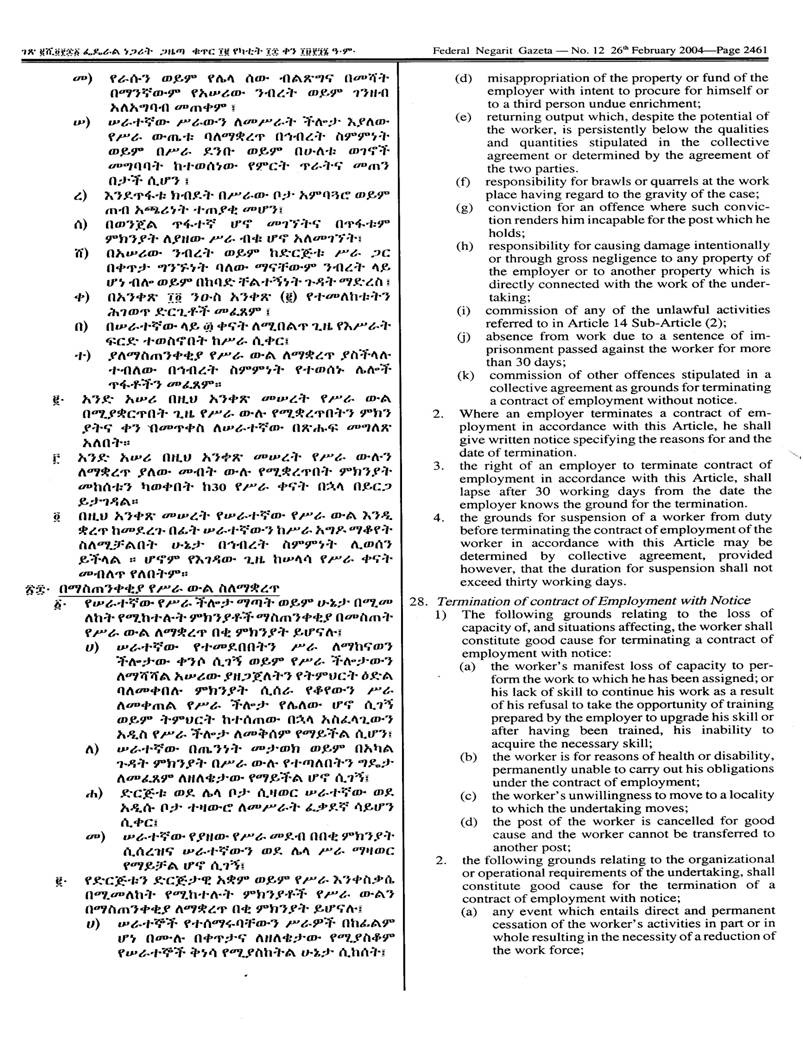 ገጽ ፪ሺ፬፻፷፩ ፌዴራል ነጋሪት ጋዜጣ ቁጥር ፲፪ የካቲት ፲፰ ቀን ፲፱፻፺፮ ዓ·ም·
መ) የራሱን ወይም የሌላ ሰው ብልጽግና በመሻት
በማንኛውም የአሠሪው ንብረት ወይም ገንዘብ
አለአግባብ መጠቀም ፤
ሠ) ሠራተኛው ሥራውን ለመሥራት ችሎታ እያለው
የሥራ ውጤቱ ባለማቋረጥ በኅብረት ስምምነት
ወይም በሥራ ደንቡ ወይም በሁለቱ ወገኖች
መግባባት ከተወሰነው የምርት ጥራትና መጠን
በታች ሲሆን ፤
ረ) እንደጥፋቱ ክብደት በሥራው ቦታ አምባጓሮ ወይም
ጠብ አጫሪነት ተጠያቂ መሆን፤
ሰ) በወንጀል ጥፋተኛ ሆኖ መገኘትና በጥፋቱም
ምክንያት ለያዘው ሥራ ብቁ ሆኖ አለመገኘት፤
ሸ) በአሠሪው ንብረት ወይም ከድርጅቱ ሥራ ጋር
በቀጥታ ግንኙነት ባለው ማናቸውም ንብረት ላይ
ሆነ ብሎ ወይም በከባድ ቸልተኝነት ጉዳት ማድረስ፤
ቀ) በአንቀጽ ፲፬ ንዑስ አንቀጽ (፪) የተመለከቱትን
ሕገወጥ ድርጊቶች መፈጸም ፤
በ) በሠራተኛው ላይ ፴ ቀናት ለሚበልጥ ጊዜ የእሥራት
ፍርድ ተወስኖበት ከሥራ ሲቀር፤
ተ) ያለማስጠንቀቂያ የሥራ ውል ለማቋረጥ ያስችላሉ
ተብለው በኅብረት ስምምነት የተወሰኑ ሌሎች
ጥፋቶችን መፈጸም።
፪· አንድ አሠሪ በዚህ አንቀጽ መሠረት የሥራ ውል
በሚያቋርጥበት ጊዜ የሥራ ውሉ የሚቋረጥበትን ምክን
ያትና ቀን በመጥቀስ ለሠራተኛው በጽሑፍ መግለጽ
አለበት።
፫ አንድ አሠሪ በዚህ አንቀጽ መሠረት የሥራ ውሉን
ለማቋረጥ ያለው መብት ውሉ የሚቋረጥበት ምክንያት
መከሰቱን ካወቀበት ከ30 የሥራ ቀናት በኋላ በይርጋ
ይታገዳል።
፬ በዚህ አንቀጽ መሠረት የሠራተኛው የሥራ ውል እንዲ
ቋረጥ ከመደረጉ በፊት ሠራተኛውን ከሥራ አግዶ ማቆየት
ስለሚቻልበት ሁኔታ በኅብረት ስምምነት ሊወሰን
ይችላል ። ሆኖም የእገዳው ጊዜ ከሠላሳ የሥራ ቀናት
መብለጥ የለበትም።
፳፰· በማስጠንቀቂያ የሥራ ውል ስለማቋረጥ
፩· የሠራተኛው የሥራ ችሎታ ማጣት ወይም ሁኔታ በሚመ
ለከት የሚከተሉት ምክንያቶች ማስጠንቀቂያ በመስጠት
የሥራ ውል ለማቋረጥ በቂ ምክንያት ይሆናሉ፤
ሀ) ሠራተኛው የተመደበበትን ሥራ ለማከናወን
ችሎታው ቀንሶ ሲገኝ ወይም የሥራ ችሎታውን
ለማሻሻል አሠሪው ያዘጋጀለትን የትምህርት ዕድል
ባለመቀበሉ ምክንያት ሲሰራ የቆየውን ሥራ
ለመቀጠል የሥራ ችሎታ የሌለው ሆኖ ሲገኝ
ወይም ትምህርት ከተሰጠው በኋላ አስፈላጊውን
አዲስ የሥራ ችሎታ ለመቅሰም የማይችል ሲሆን፤
ለ) ሠራተኛው በጤንነት መታወክ ወይም በአካል
ጉዳት ምክንያት በሥራ ውሉ የተጣለበትን ግዴታ
ለመፈጸም ለዘለቄታው የማይችል ሆኖ ሲገኝ፤
ሐ) ድርጅቱ ወደ ሌላ ቦታ ሲዛወር ሠራተኛው ወደ
አዲሱ ቦታ ተዛውሮ ለመሥራት ፈቃደኛ ሳይሆን
ሲቀር፤
መ) ሠራተኛው የያዘው የሥራ መደብ በበቂ ምክንያት
ሲሰረዝና ሠራተኛውን ወደ ሌላ ሥራ ማዛወር
የማይቻል ሆኖ ሲገኝ፤
፪· የድርጅቱን ድርጅታዊ አቋም ወይም የሥራ እንቀስቃሴ
በሚመለከት የሚከተሉት ምክንያቶች የሥራ ውልን
በማስጠንቀቂያ ለማቋረጥ በቂ ምክንያት ይሆናሉ፤
ሀ) ሠራተኞች የተሰማሩባቸውን ሥራዎች በከፊልም
ሆነ በሙሉ በቀጥታና ለዘለቄታው የሚያስቆም
የሠራተኞች ቅነሳ የሚያስከትል ሁኔታ ሲከሰት፤
Federal Negarit Gazeta — No. 12 26th February 2004—Page 2461
(d) misappropriation of the property or fund of the
employer with intent to procure for himself or
to a third person undue enrichment;
(e) returning output which, despite the potential of
the worker, is persistently below the qualities
and quantities stipulated in the collective
agreement or determined by the agreement of
the two parties.
(f) responsibility for brawls or quarrels at the work
place having regard to the gravity of the case;
(g) conviction for an offence where such convic-
tion renders him incapable for the post which he
holds;
(h) responsibility for causing damage intentionally
or through gross negligence to any property of
the employer or to another property which is
directly connected with the work of the under-
taking;
(i) commission of any of the unlawful activities
referred to in Article 14 Sub-Article (2);
(j) absence from work due to a sentence of im-
prisonment passed against the worker for more
than 30 days;
(k) commission of other offences stipulated in a
collective agreement as grounds for terminating
a contract of employment without notice.
2. Where an employer terminates a contract of em-
ployment in accordance with this Article, he shall
give written notice specifying the reasons for and the
date of termination.
3. the right of an employer to terminate contract of
employment in accordance with this Article, shall
lapse after 30 working days from the date the
employer knows the ground for the termination.
4. the grounds for suspension of a worker from duty
before terminating the contract of employment of the
worker in accordance with this Article may be
determined by collective agreement, provided
however, that the duration for suspension shall not
exceed thirty working days.
28. Termination of contract of Employment with Notice
1) The following grounds relating to the loss of
capacity of, and situations affecting, the worker shall
constitute good cause for terminating a contract of
employment with notice:
(a) the worker's manifest loss of capacity to per-
form the work to which he has been assigned; or
his lack of skill to continue his work as a result
of his refusal to take the opportunity of training
prepared by the employer to upgrade his skill or
after having been trained, his inability to
acquire the necessary skill;
(b) the worker is for reasons of health or disability,
permanently unable to carry out his obligations
under the contract of employment;
(c) the worker's unwillingness to move to a locality
to which the undertaking moves;
(d) the post of the worker is cancelled for good
cause and the worker cannot be transferred to
another post;
2. the following grounds relating to the organizational
or operational requirements of the undertaking, shall
constitute good cause for the termination of a
contract of employment with notice;
(a) any event which entails direct and permanent
cessation of the worker's activities in part or in
whole resulting in the necessity of a reduction of
the work force;